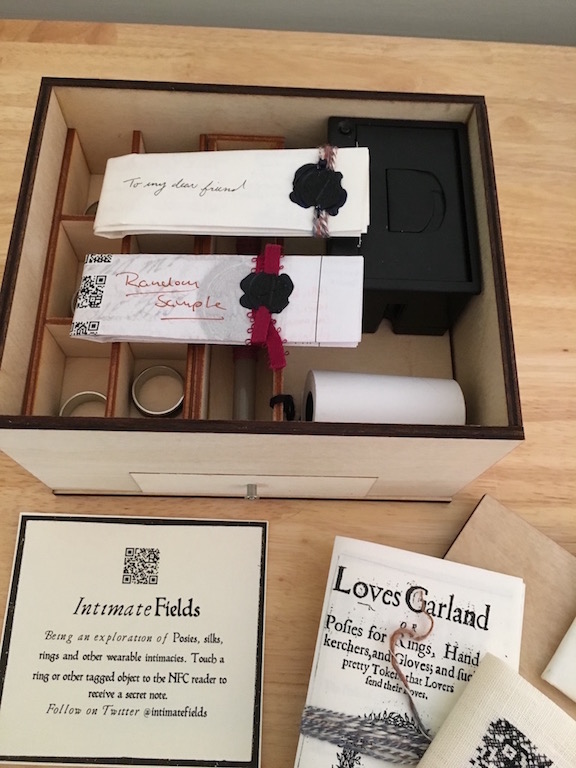 To my dear friend
Random
Sample
Intimate Fields
Being an exploration of Posies, silks,
rings and other wearable intimacies. Touch a
ring or other tagged object to the NFC reader to
receive a secret note.
Follow on Twitter @intimatefields
Loves Garland
Or
Posies for Rings, Hand-
kerchers, and Gloves; and such
pretty Tokens that Lovers
send their loves.